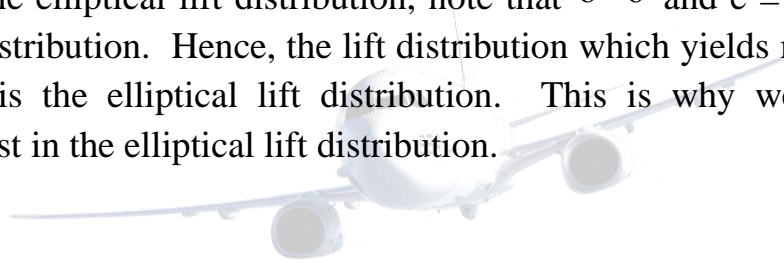 he elliptical lift distribution, note that and e =
stribution. Hence, the lift distribution which yields
is the elliptical lift distribution. This is why we
st in the elliptical lift distribution.